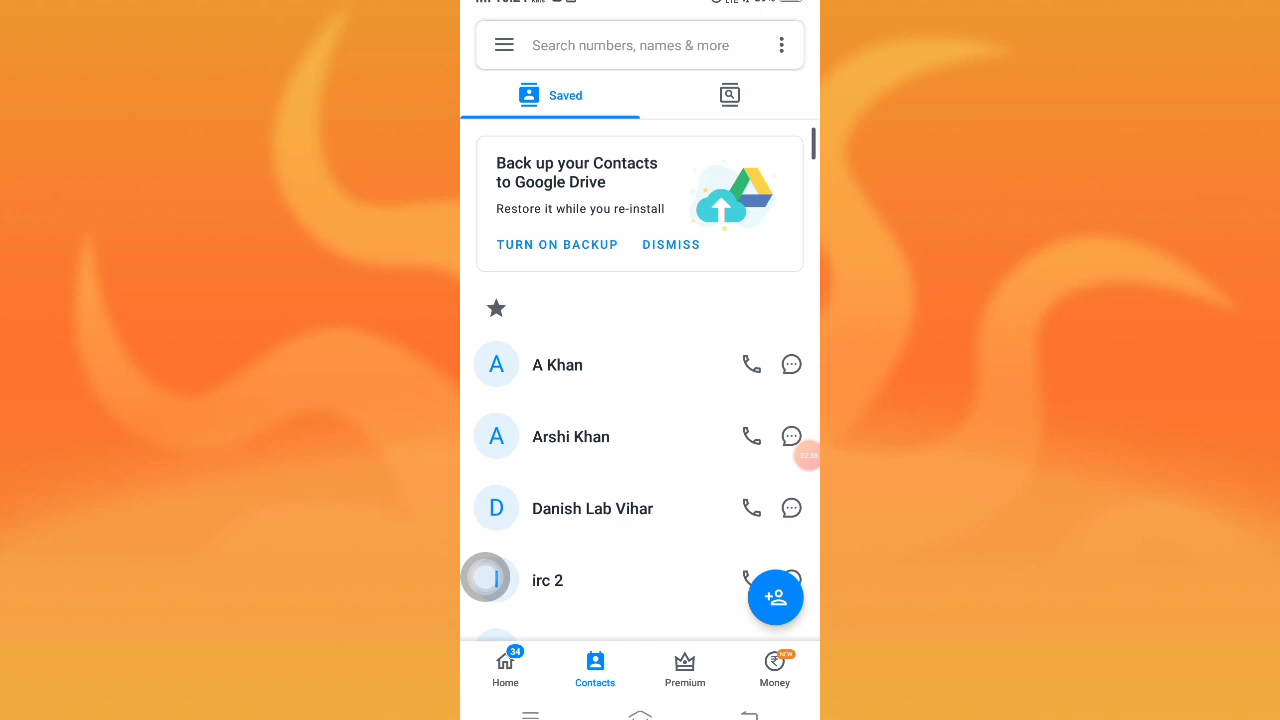 Search numbers, names & more
Saved
Back up your Contacts
to Google Drive
Restore it while you re-install
TURN ON BACKUP DISMISS
A A Khan
A Arshi Khan
D Danish Lab Vihar
I irc 2
34
NEW
Home Contacts Premium Money